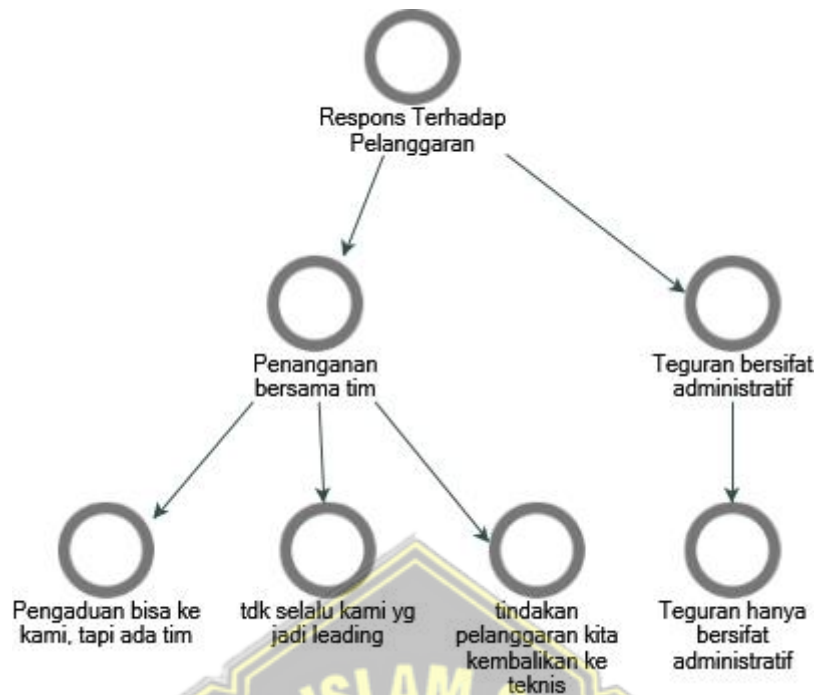 Respons Terhadap
Pelanggaran
Penanganan
bersama tim
Teguran bersifat
administratif
Pengaduan bisa ke
kami, tapi ada tim
tdk selalu kami yg
jadi leading
tindakan
pelanggaran kita
kembalikan ke
teknis
Teguran hanya
bersifat
administratif
ISLAM